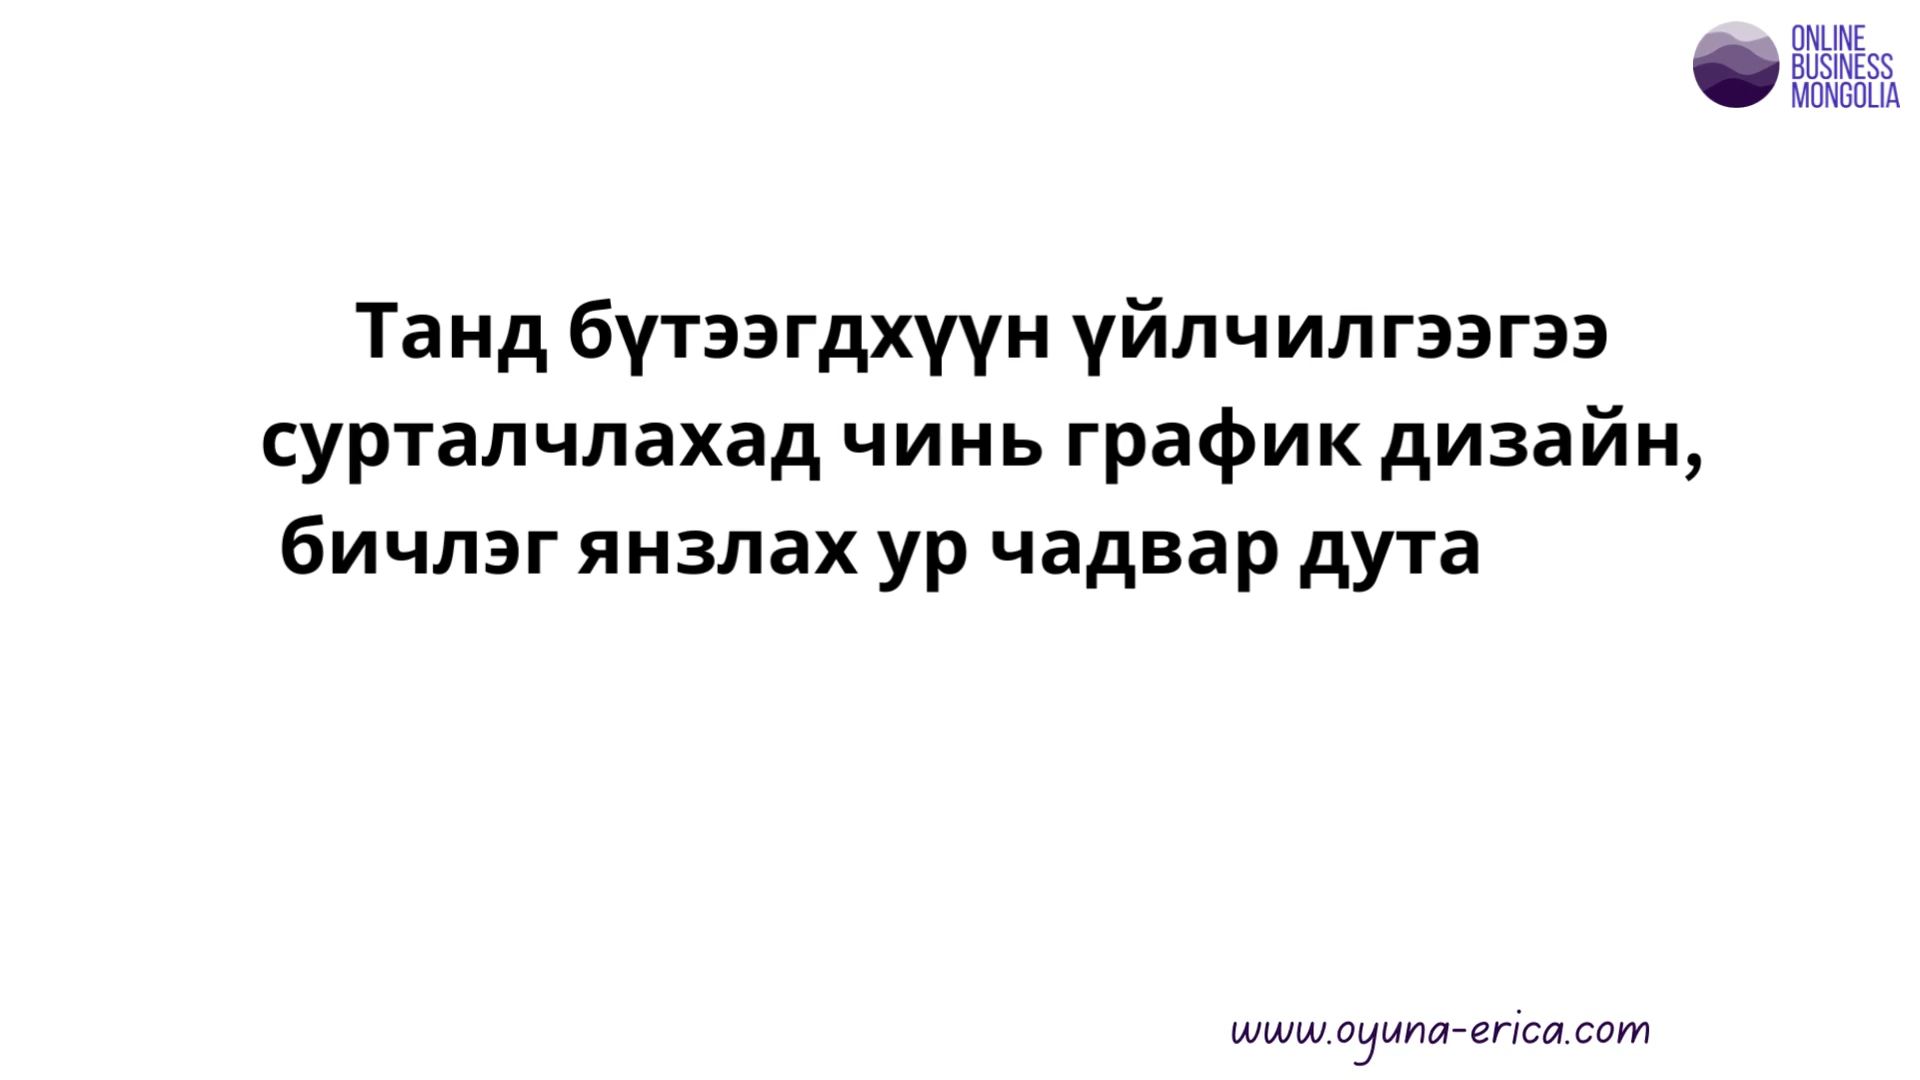 ONLINE
BUSINESS
MONGOLIA
Танд бүтээгдхүүн үйлчилгээгээ
сурталчлахад чинь график дизайн,
бичлэг янзлах ур чадвар дута
www.oyuna-erica.com